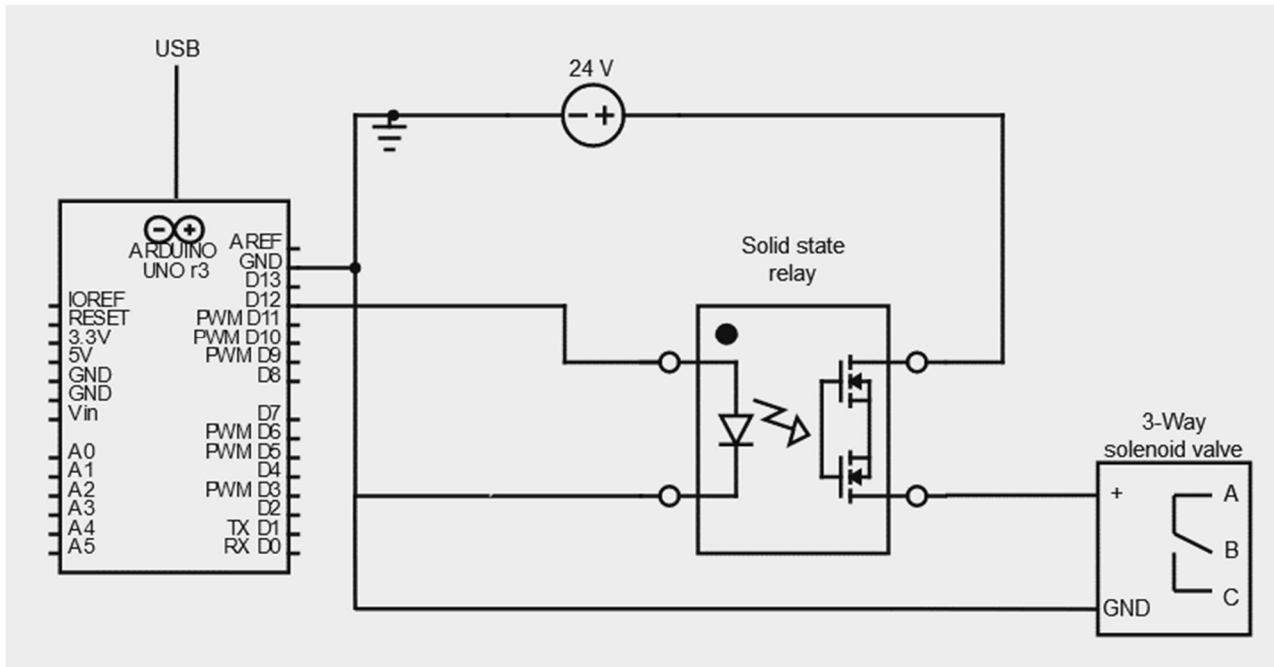 USB
24 V
ARDUINO
UNO r3
AREF
GND
D13
D12
PWM D11
PWM D10
PWM D9
D8
D7
PWM D6
PWM D5
D4
PWM D3
D2
TX D1
RX D0
IOREF
RESET
3.3V
5V
GND
GND
Vin
A0
A1
A2
A3
A4
A5
Solid state
relay
3-Way
solenoid valve
+
A
B
C
GND